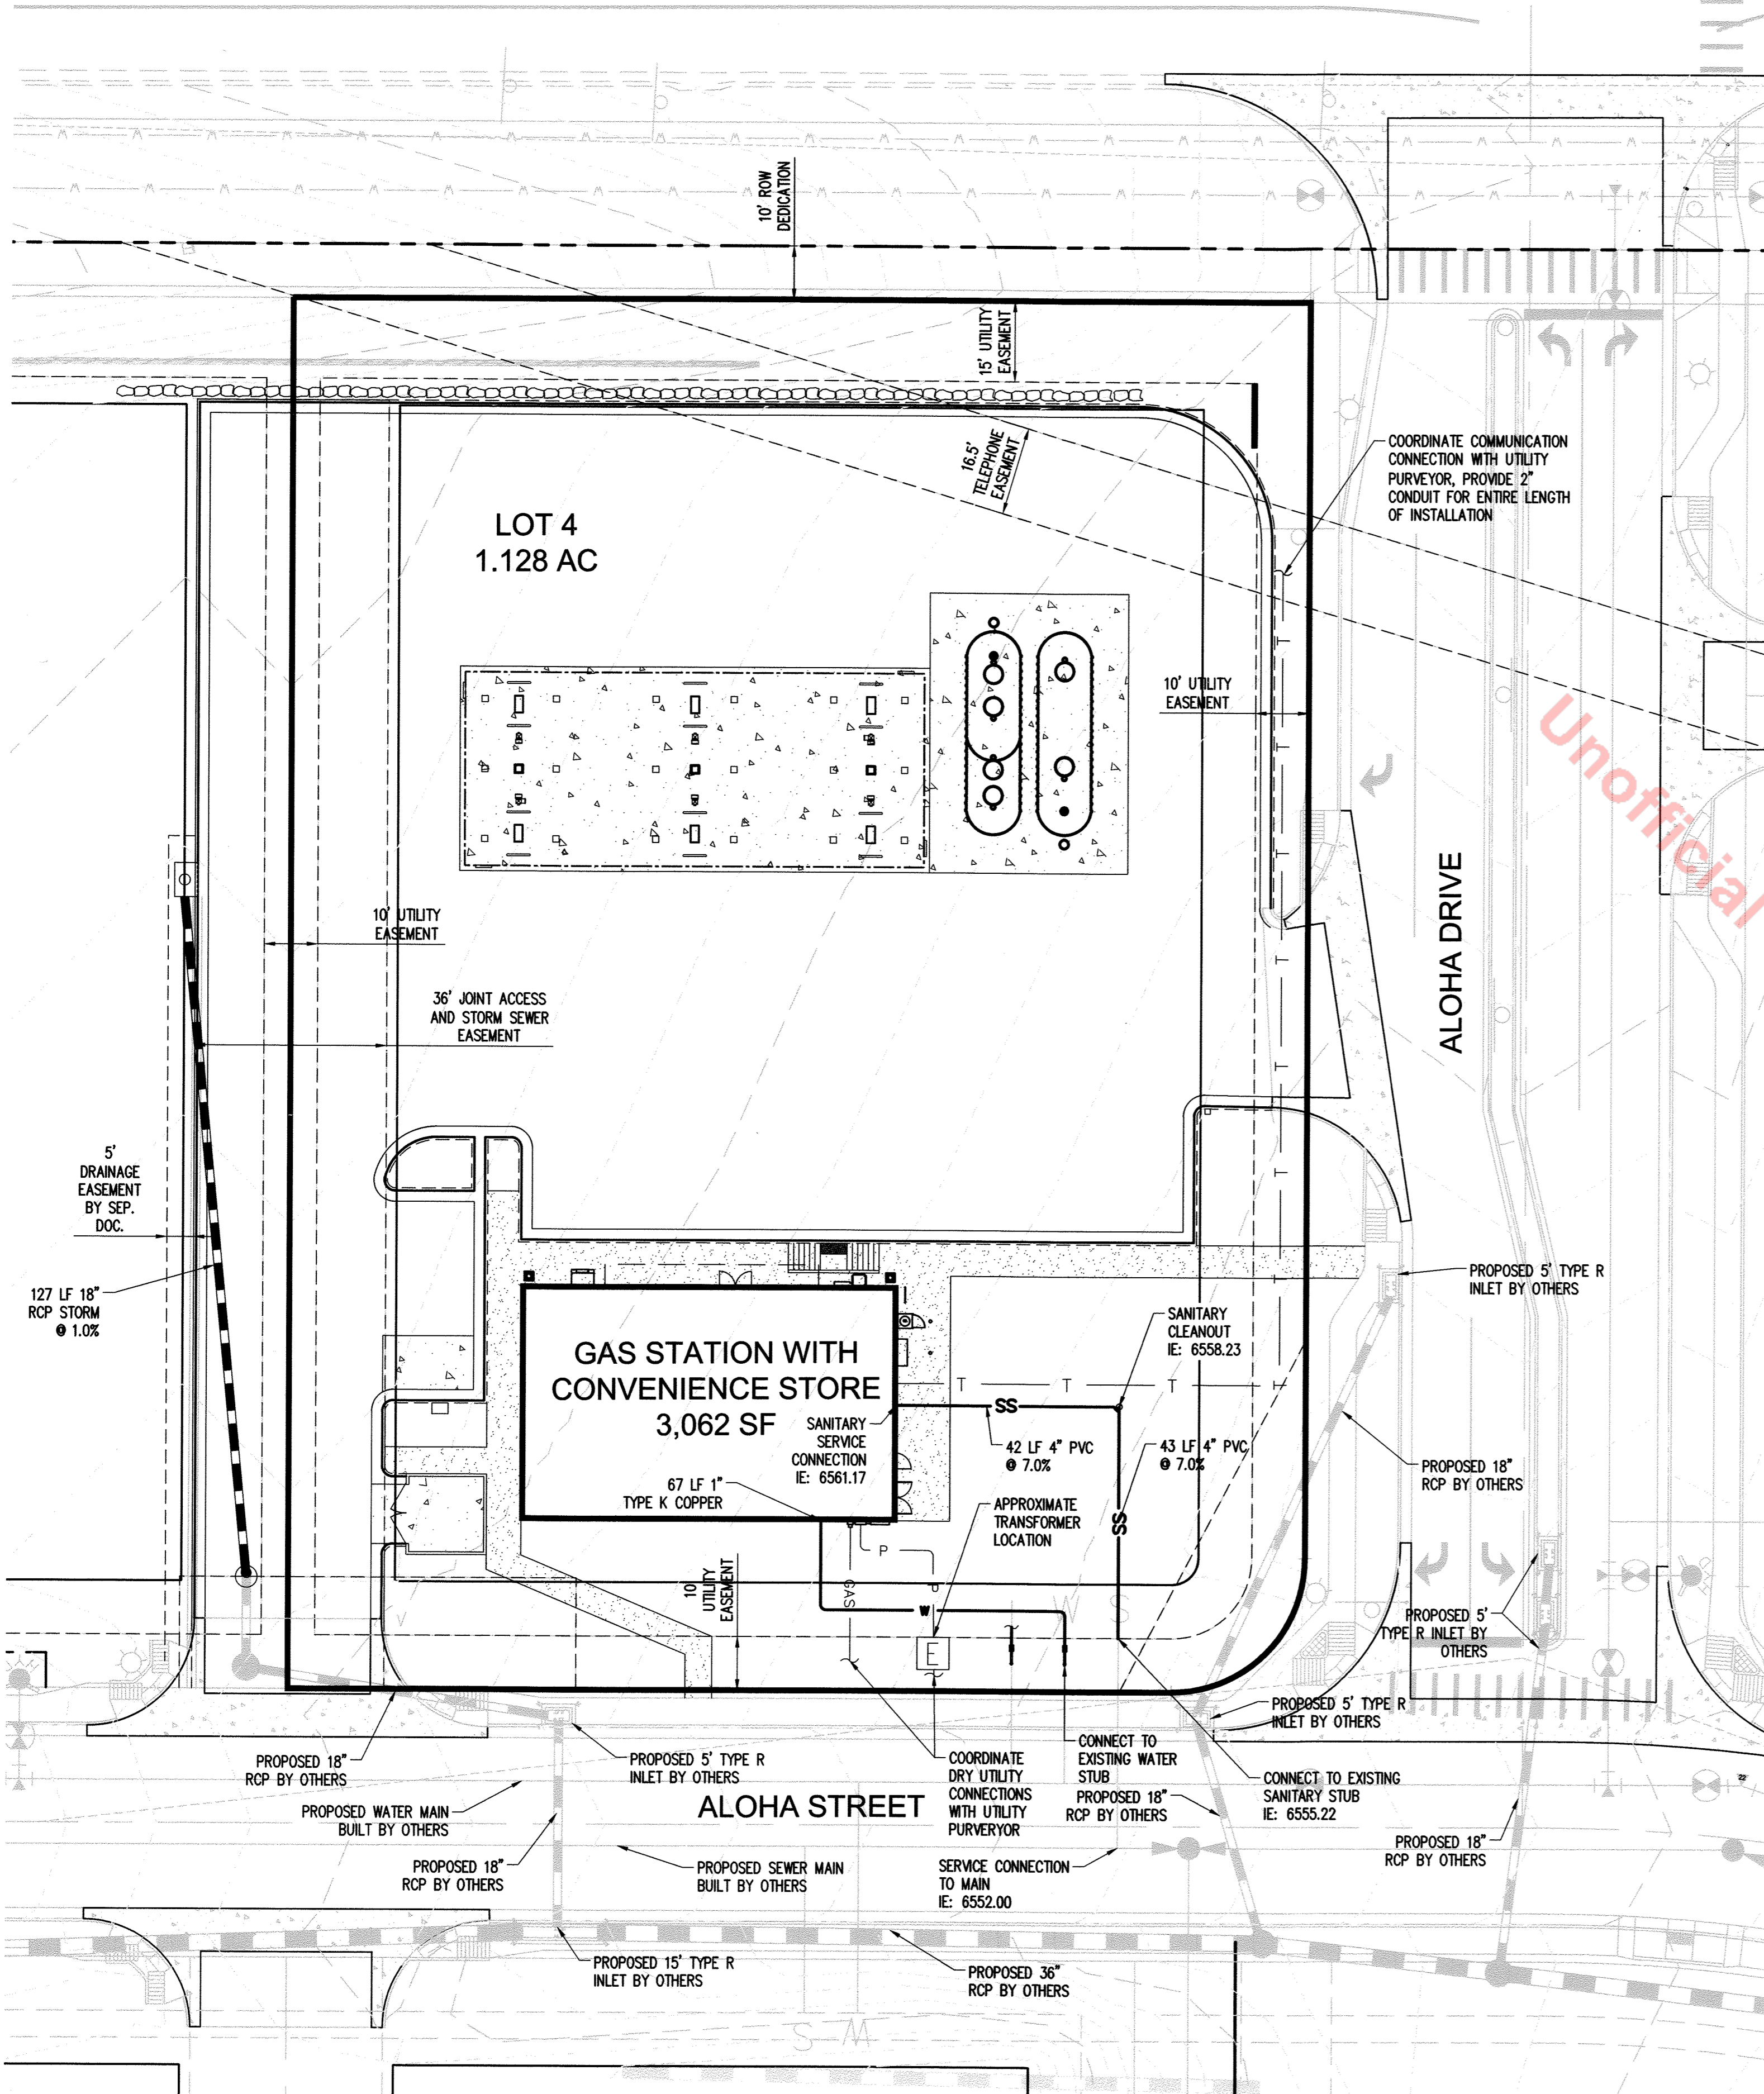 10' ROW
DEDICATION
15' UTILITY
EASEMENT
16.5'
TELEPHONE
EASEMENT
COORDINATE COMMUNICATION
CONNECTION WITH UTILITY
PURVEYOR, PROVIDE 2"
CONDUIT FOR ENTIRE LENGTH
OF INSTALLATION
LOT 4
1.128 AC
10' UTILITY
EASEMENT
Unofficial
ALOHA DRIVE
10' UTILITY
EASEMENT
36' JOINT ACCESS
AND STORM SEWER
EASEMENT
5'
DRAINAGE
EASEMENT
BY SEP.
DOC.
127 LF 18"
RCP STORM
@ 1.0%
PROPOSED 5' TYPE R
INLET BY OTHERS
SANITARY
CLEANOUT
IE: 6558.23
GAS STATION WITH
CONVENIENCE STORE
3,062 SF
SANITARY
SERVICE
CONNECTION
IE: 6561.17
67 LF 1"
TYPE K COPPER
T T T
SS
42 LF 4" PVC
@ 7.0%
43 LF 4" PVC
@ 7.0%
SS
APPROXIMATE
TRANSFORMER
LOCATION
PROPOSED 18"
RCP BY OTHERS
P
P
GAS
W
E
W S
10'
UTILITY
EASEMENT
PROPOSED 5'
TYPE R INLET BY
OTHERS
PROPOSED 5' TYPE R
INLET BY OTHERS
PROPOSED 18"
RCP BY OTHERS
PROPOSED 5' TYPE R
INLET BY OTHERS
COORDINATE
DRY UTILITY
CONNECTIONS
WITH UTILITY
PURVERYOR
CONNECT TO
EXISTING WATER
STUB
PROPOSED 18"
RCP BY OTHERS
CONNECT TO EXISTING
SANITARY STUB
IE: 6555.22
22
PROPOSED WATER MAIN
BUILT BY OTHERS
ALOHA STREET
PROPOSED 18"
RCP BY OTHERS
PROPOSED 18"
RCP BY OTHERS
PROPOSED SEWER MAIN
BUILT BY OTHERS
SERVICE CONNECTION
TO MAIN
IE: 6552.00
PROPOSED 15' TYPE R
INLET BY OTHERS
PROPOSED 36"
RCP BY OTHERS
S M